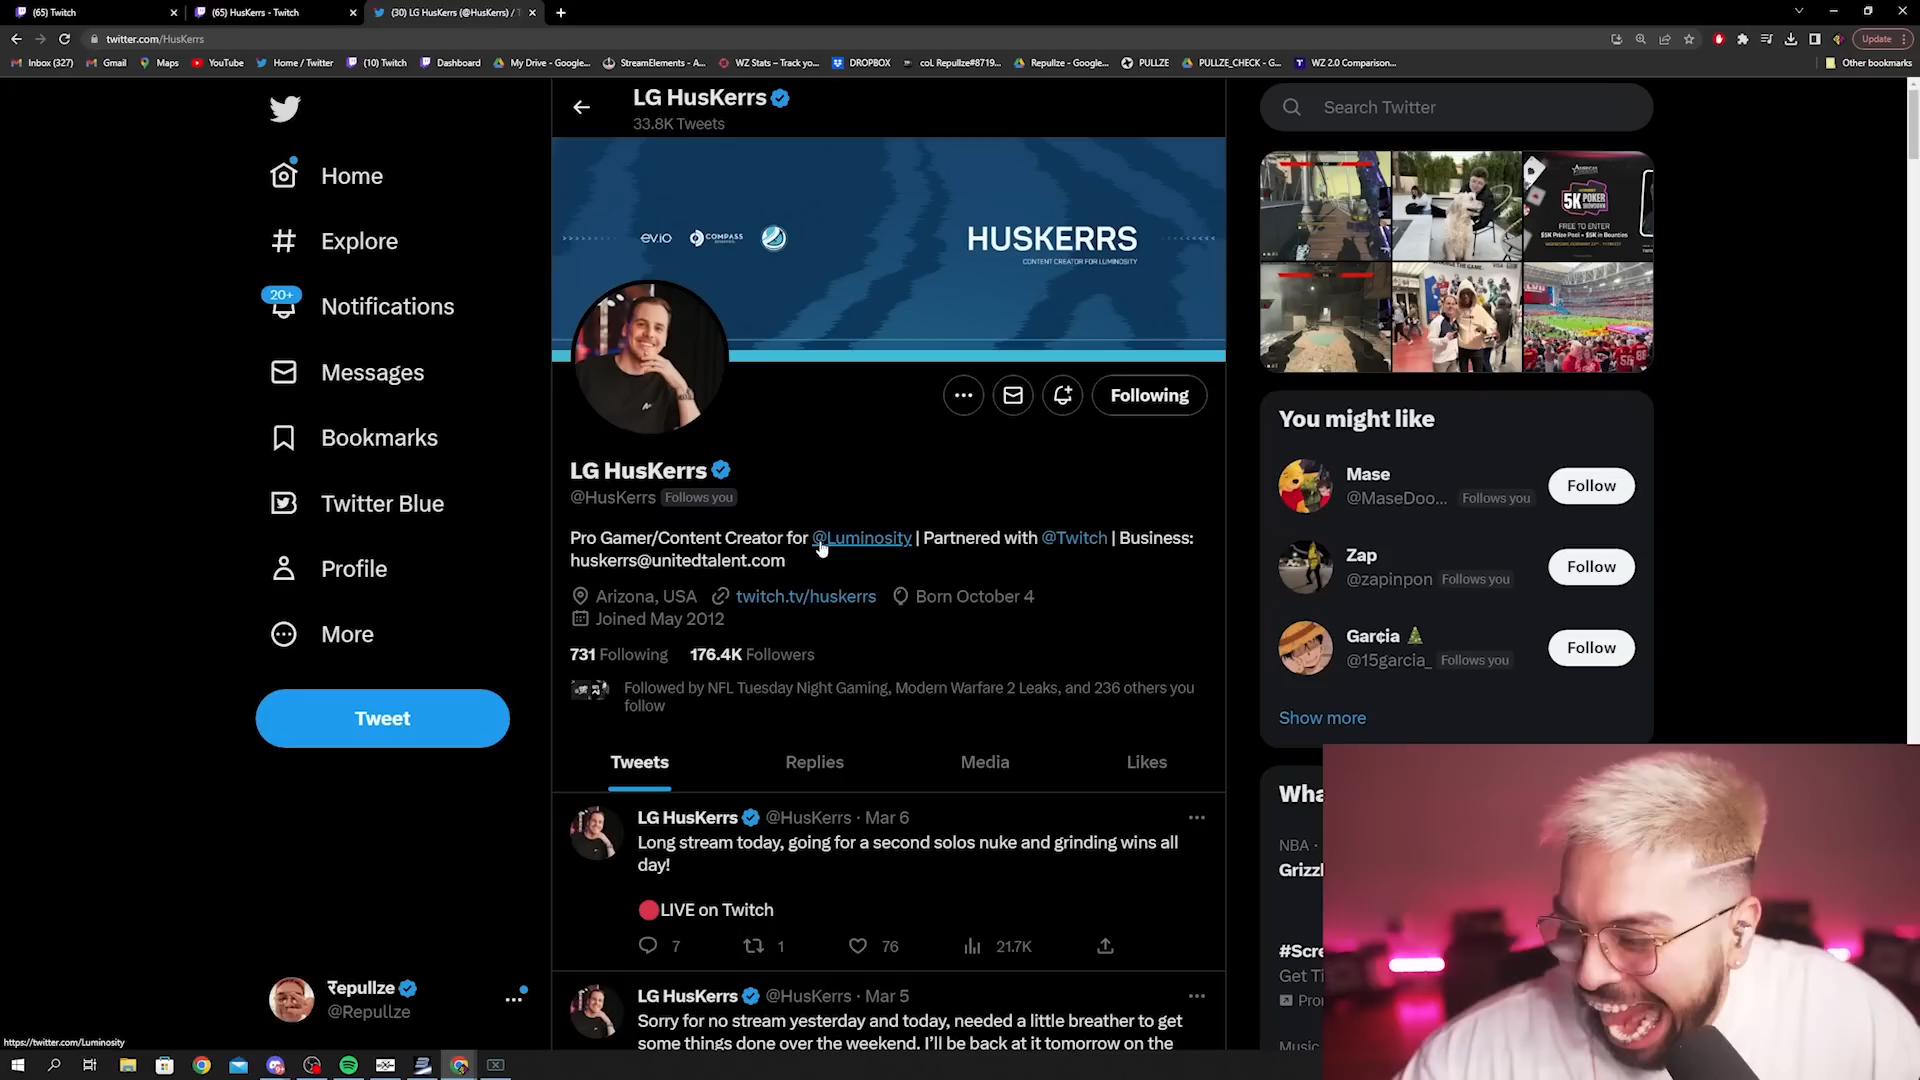 (65) Twitch
(65) HusKerrs - Twitch
(30) LG HusKerrs (@HusKerrs) / T
twitter.com/HusKerrs
Update
Inbox (327)
Gmail
Maps
YouTube
Home / Twitter
(10) Twitch
Dashboard
My Drive - Google...
StreamElements - A...
WZ Stats – Track yo...
DROPBOX
col. Repullze#8719...
Repullze - Google...
PULLZE
PULLZE_CHECK - G...
WZ 2.0 Comparison...
Other bookmarks
LG HusKerrs
33.8K Tweets
Search Twitter
Home
Explore
20+
Notifications
Messages
Bookmarks
Twitter Blue
Profile
More
Tweet
Repullze
@Repullze
https://twitter.com/Luminosity
EV.IO
COMPASS
HUSKERRS
CONTENT CREATOR FOR LUMINOSITY
Following
LG HusKerrs
@HusKerrs Follows you
Pro Gamer/Content Creator for @Luminosity | Partnered with @Twitch | Business:
huskerrs@unitedtalent.com
Arizona, USA twitch.tv/huskerrs Born October 4
Joined May 2012
731 Following 176.4K Followers
Followed by NFL Tuesday Night Gaming, Modern Warfare 2 Leaks, and 236 others you
follow
Tweets Replies Media Likes
LG HusKerrs @HusKerrs · Mar 6
Long stream today, going for a second solos nuke and grinding wins all
day!
LIVE on Twitch
7 1 76 21.7K
LG HusKerrs @HusKerrs · Mar 5
Sorry for no stream yesterday and today, needed a little breather to get
some things done over the weekend. I'll be back at it tomorrow on the
5K
POKER
SHOWDOWN
FREE TO ENTER
$5K Prize Pool + $5K in Bounties
You might like
Mase
@MaseDoo... Follows you
Follow
Zap
@zapinpon Follows you
Follow
Garcia
@15garcia_ Follows you
Follow
Show more
Wha
NBA ·
Grizzl
#Scre
Get Ti
Pro
Music